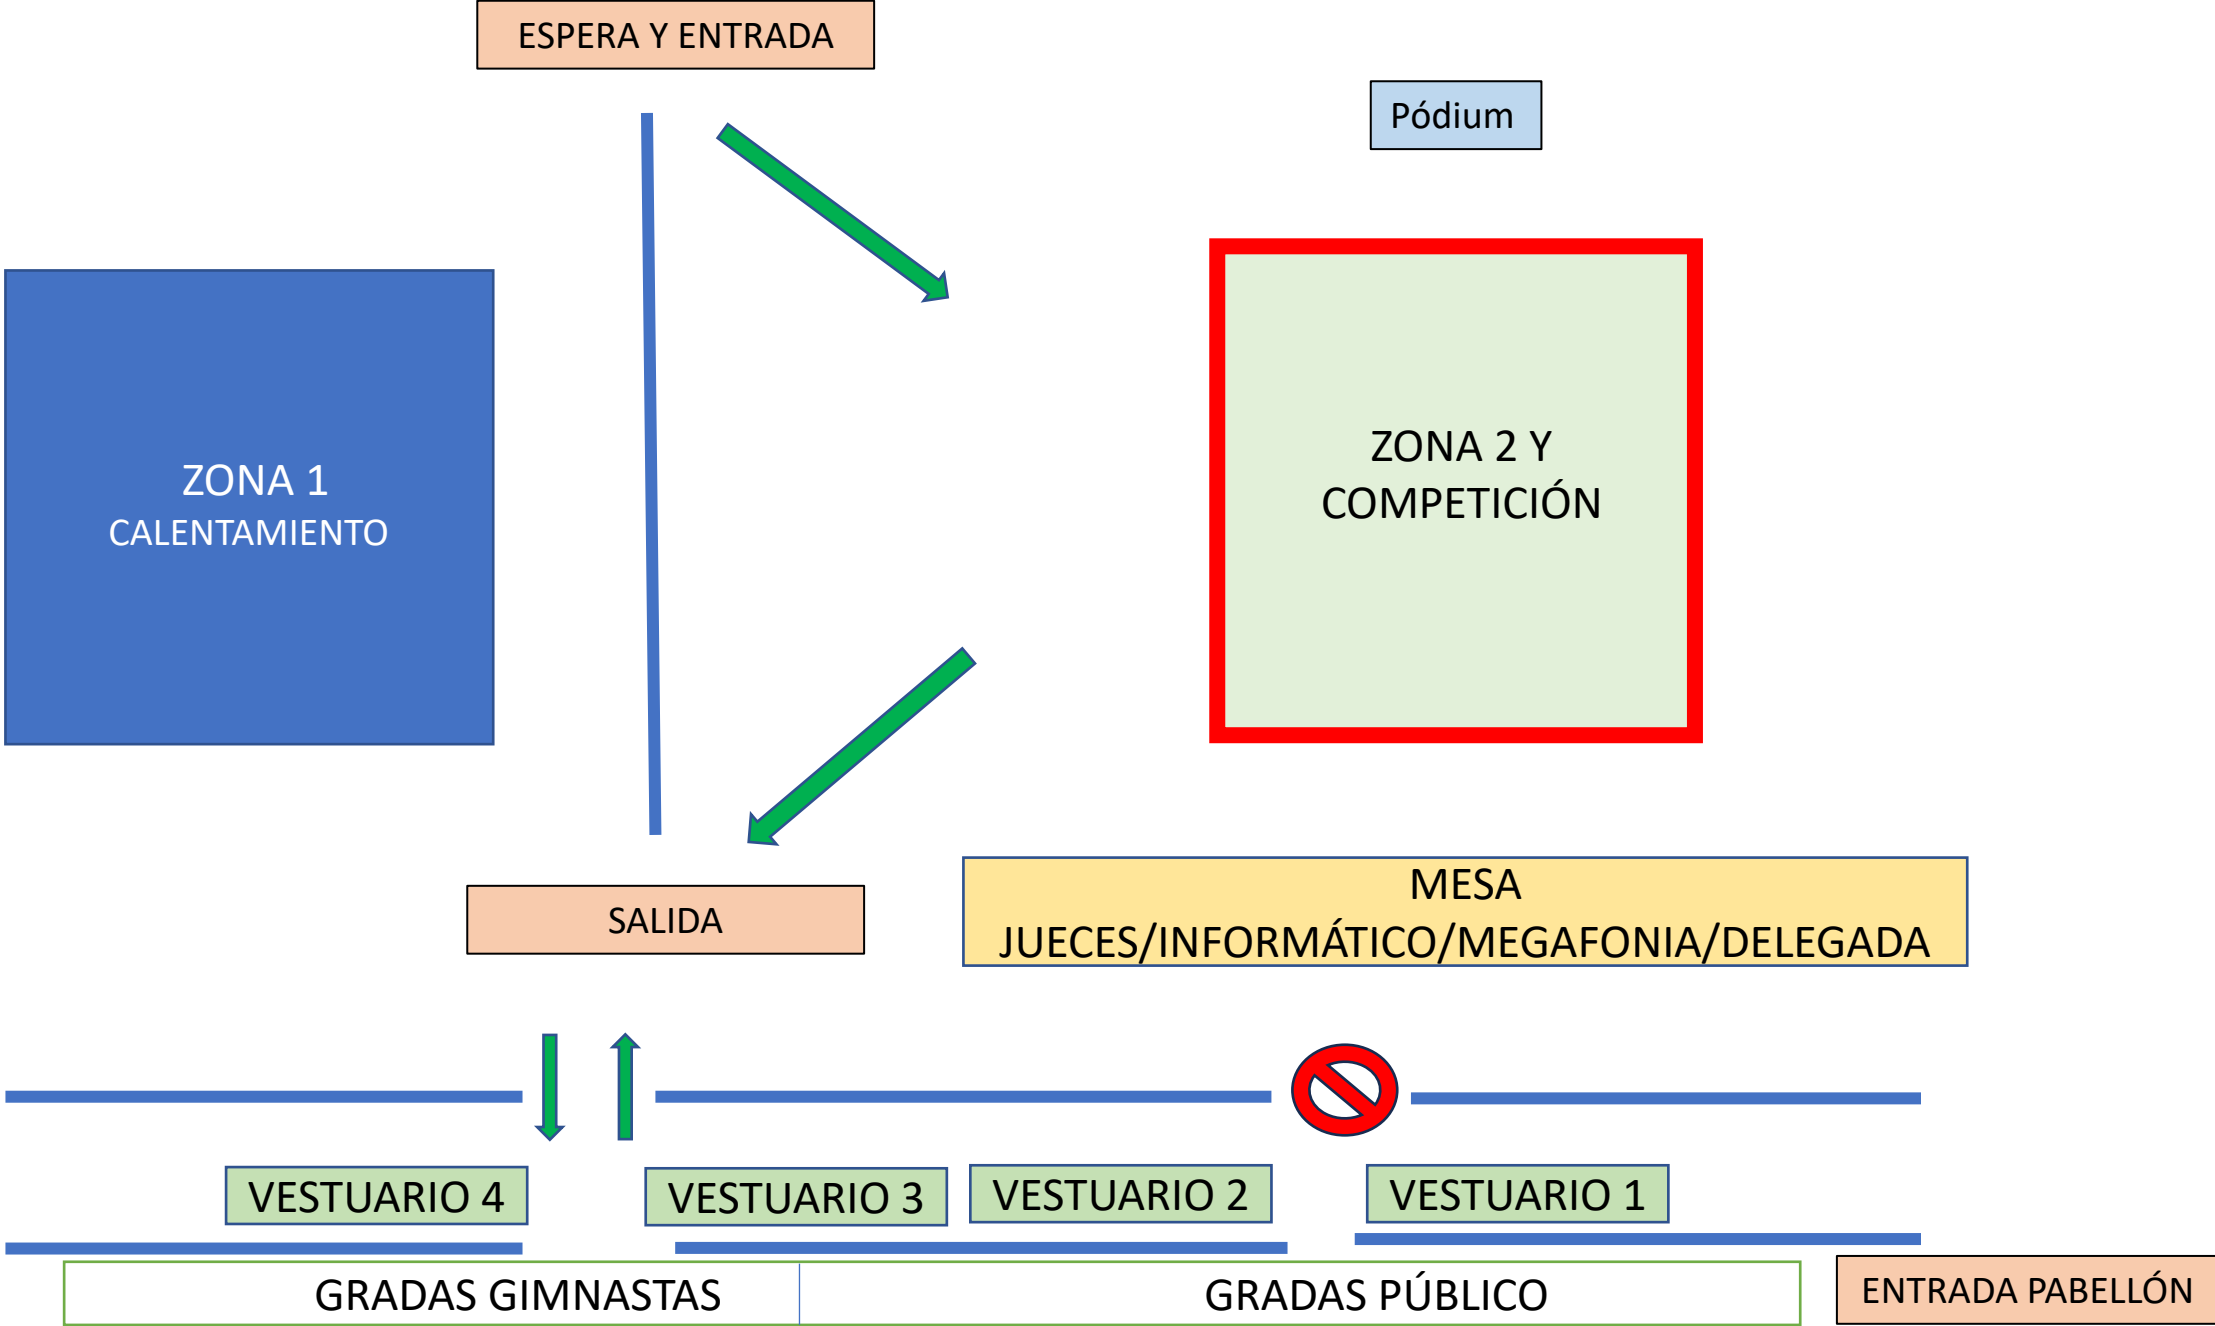 ESPERA Y ENTRADA
Pódium
ZONA 1
CALENTAMIENTO
ZONA 2 Y
COMPETICIÓN
SALIDA
MESA
JUECES/INFORMÁTICO/MEGAFONIA/DELEGADA
VESTUARIO 4
VESTUARIO 3
VESTUARIO 2
VESTUARIO 1
GRADAS GIMNASTAS
GRADAS PÚBLICO
ENTRADA PABELLÓN